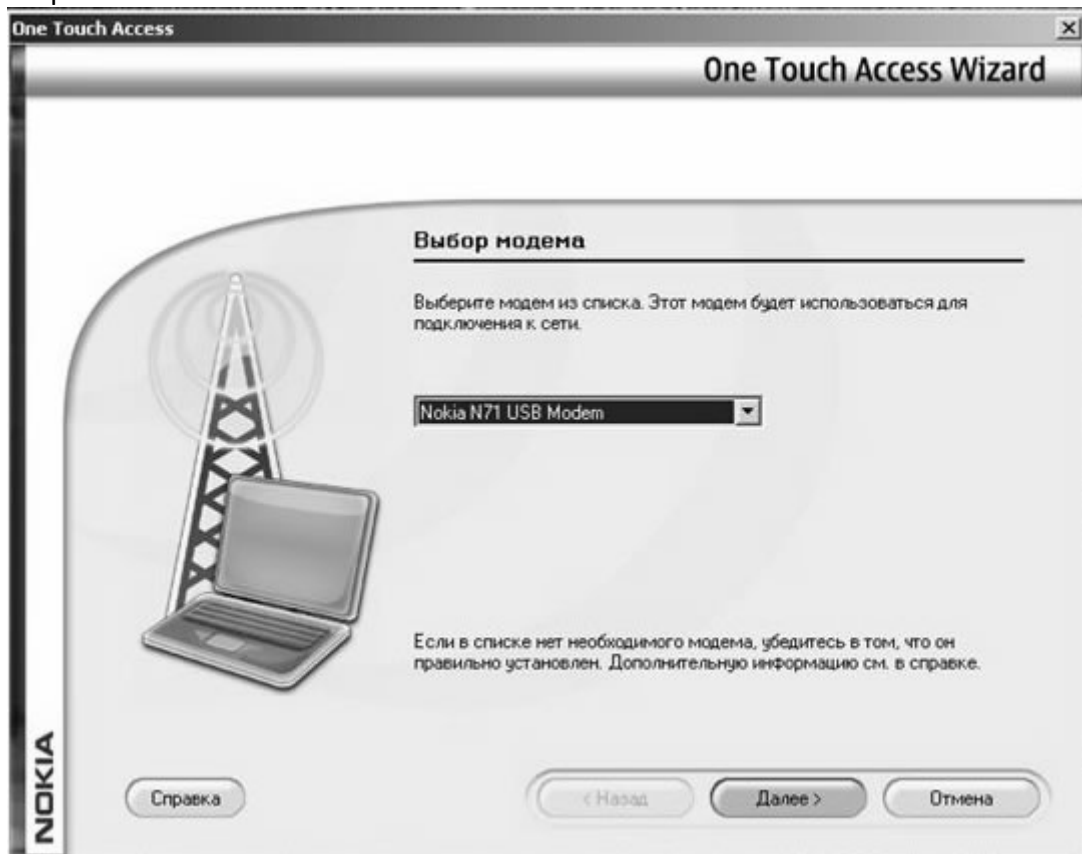 One Touch Access
One Touch Access Wizard
Выбор модема
Выберите модем из списка. Этот модем будет использоваться для
подключения к сети.
Nokia N71 USB Modem
Если в списке нет необходимого модема, убедитесь в том, что он
правильно установлен. Дополнительную информацию см. в справке.
NOKIA
Справка
< Назад
Далее >
Отмена